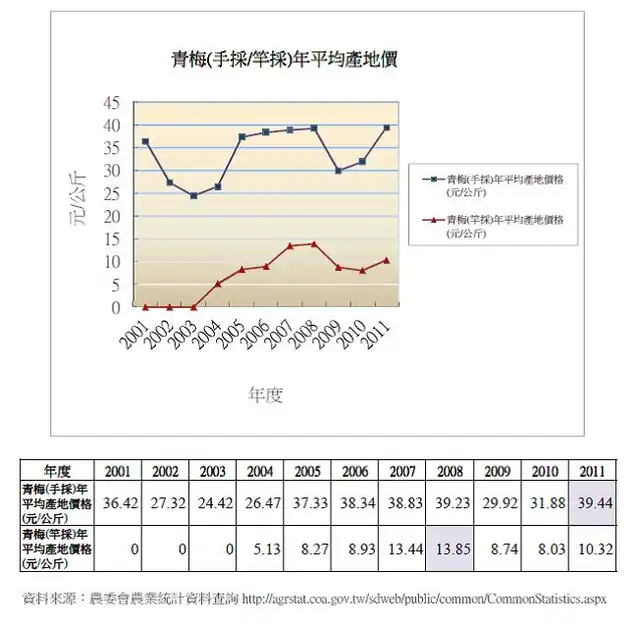 青梅(手採/竿採)年平均產地價
45
40
35
30
25
20
15
10
5
0
元/公斤
2001 2002 2003 2004 2005 2006 2007 2008 2009 2010 2011
年度
青梅(手採)年平均產地價格
(元/公斤)
青梅(竿採)年平均產地價格
(元/公斤)
年度 2001 2002 2003 2004 2005 2006 2007 2008 2009 2010 2011
青梅(手採)年
平均產地價格 36.42 27.32 24.42 26.47 37.33 38.34 38.83 39.23 29.92 31.88 39.44
(元/公斤)
青梅(竿採)年
平均產地價格 0 0 0 5.13 8.27 8.93 13.44 13.85 8.74 8.03 10.32
(元/公斤)
資料來源：農委會農業統計資料查詢 http://agrstat.coa.gov.tw/sdweb/public/common/CommonStatistics.aspx